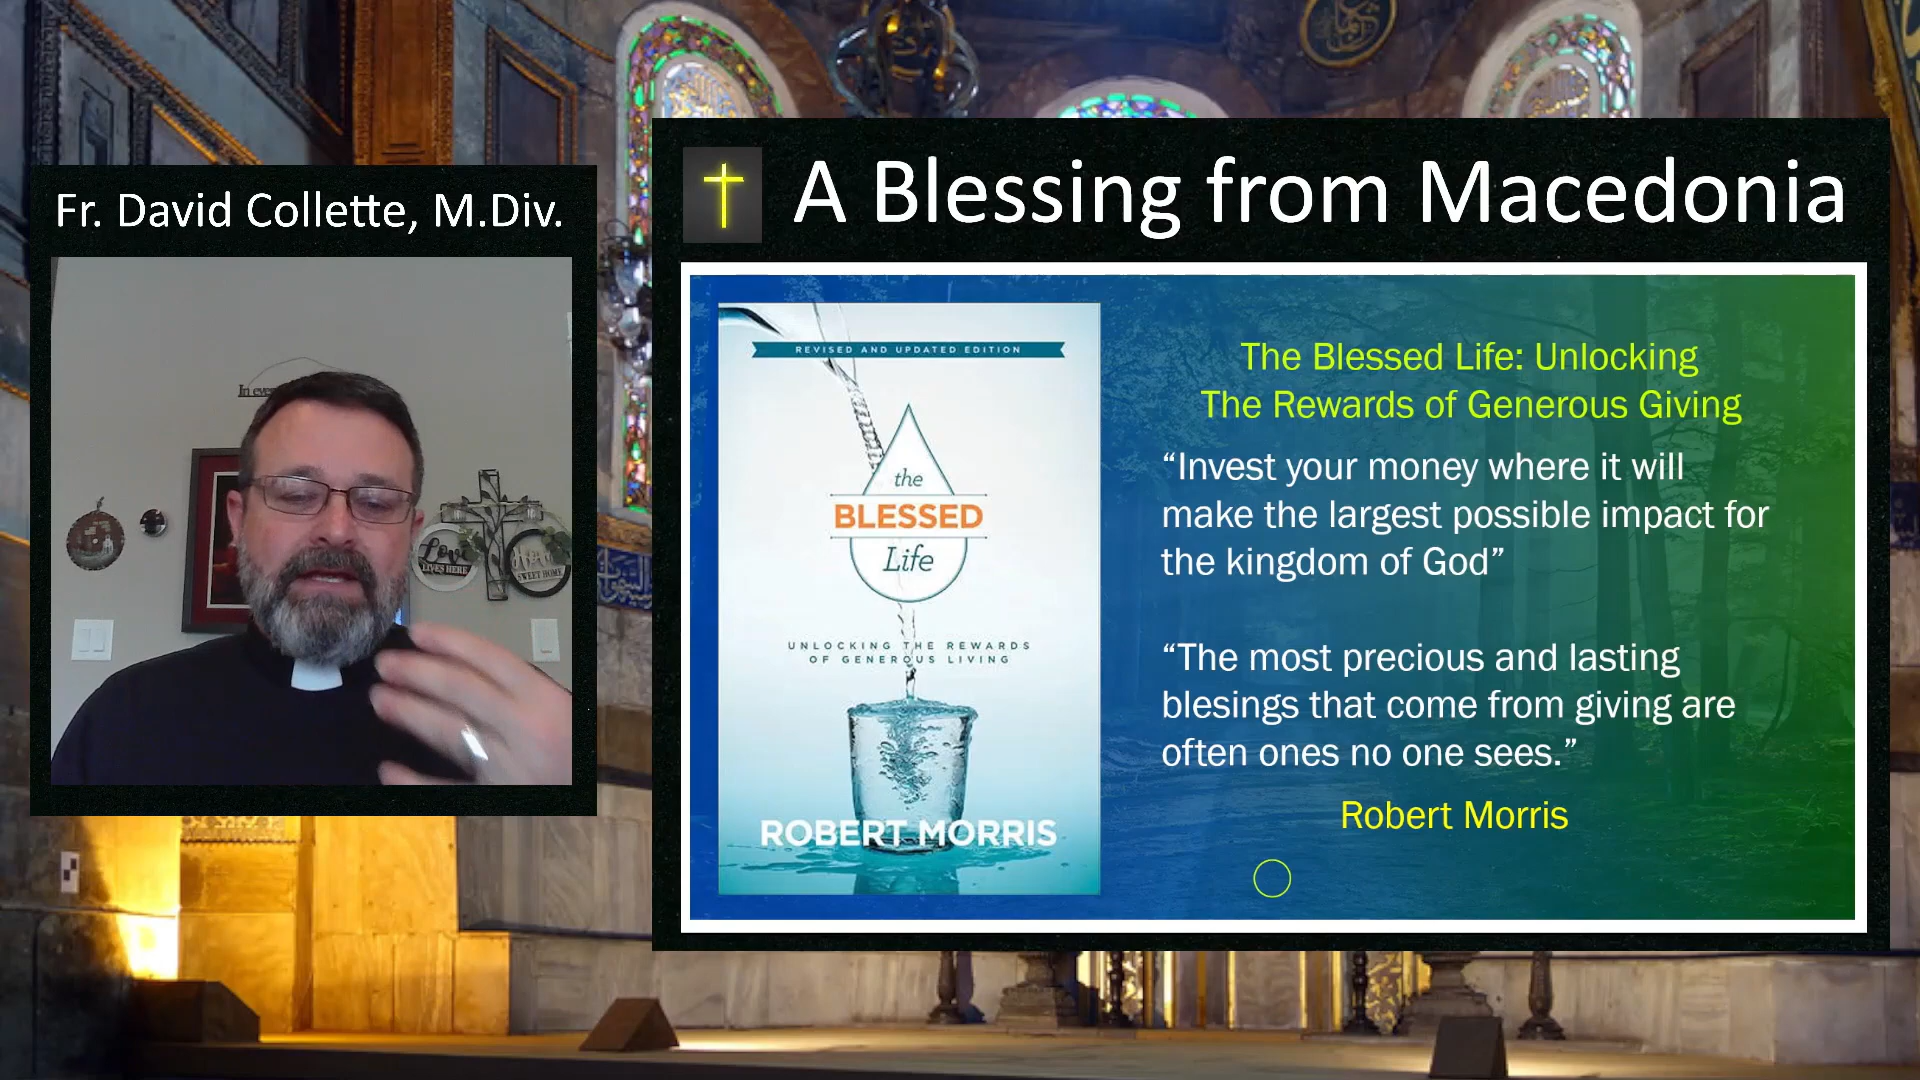 Fr. David Collette, M.Div.
In eve
Love
LIVES HERE
SWEET HOME
A Blessing from Macedonia
REVISED AND UPDATED EDITION
the
BLESSED
Life
UNLOCKING THE REWARDS
OF GENEROUS LIVING
ROBERT MORRIS
The Blessed Life: Unlocking
The Rewards of Generous Giving
“Invest your money where it will
make the largest possible impact for
the kingdom of God”
“The most precious and lasting
blesings that come from giving are
often ones no one sees.”
Robert Morris